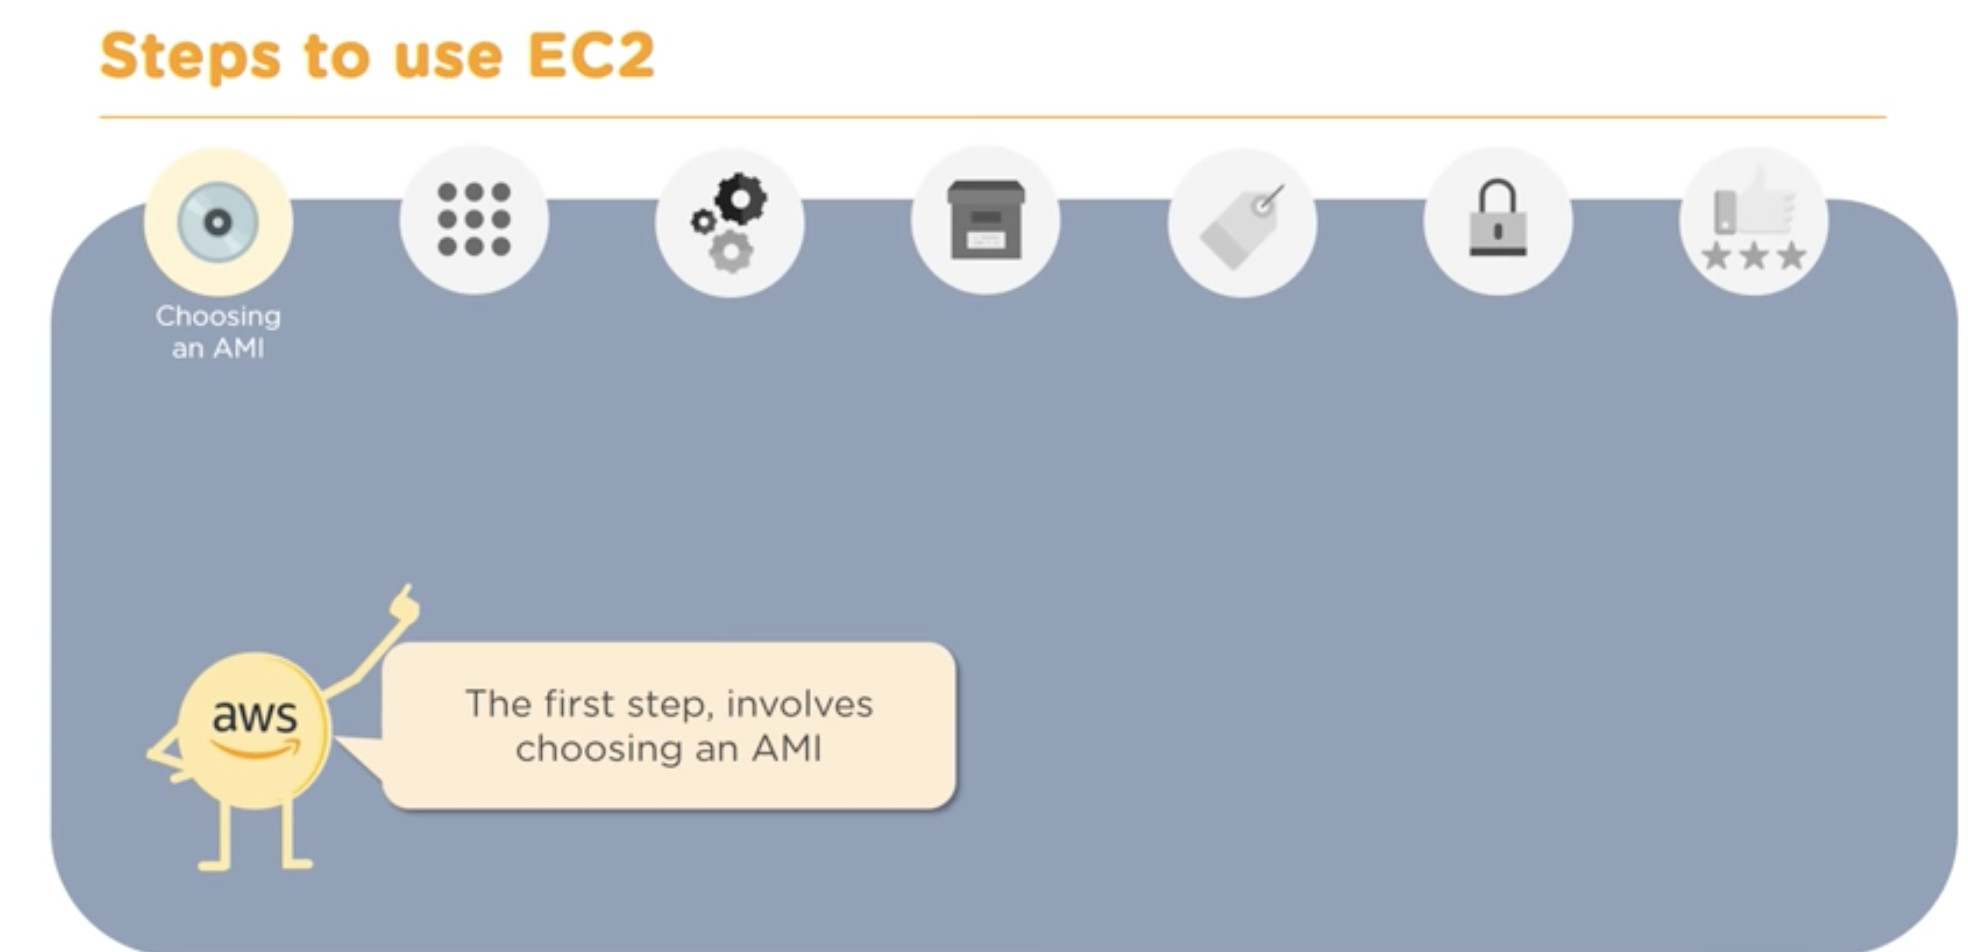 Steps to use EC2
Choosing
an AMI
aws
The first step, involves
choosing an AMI